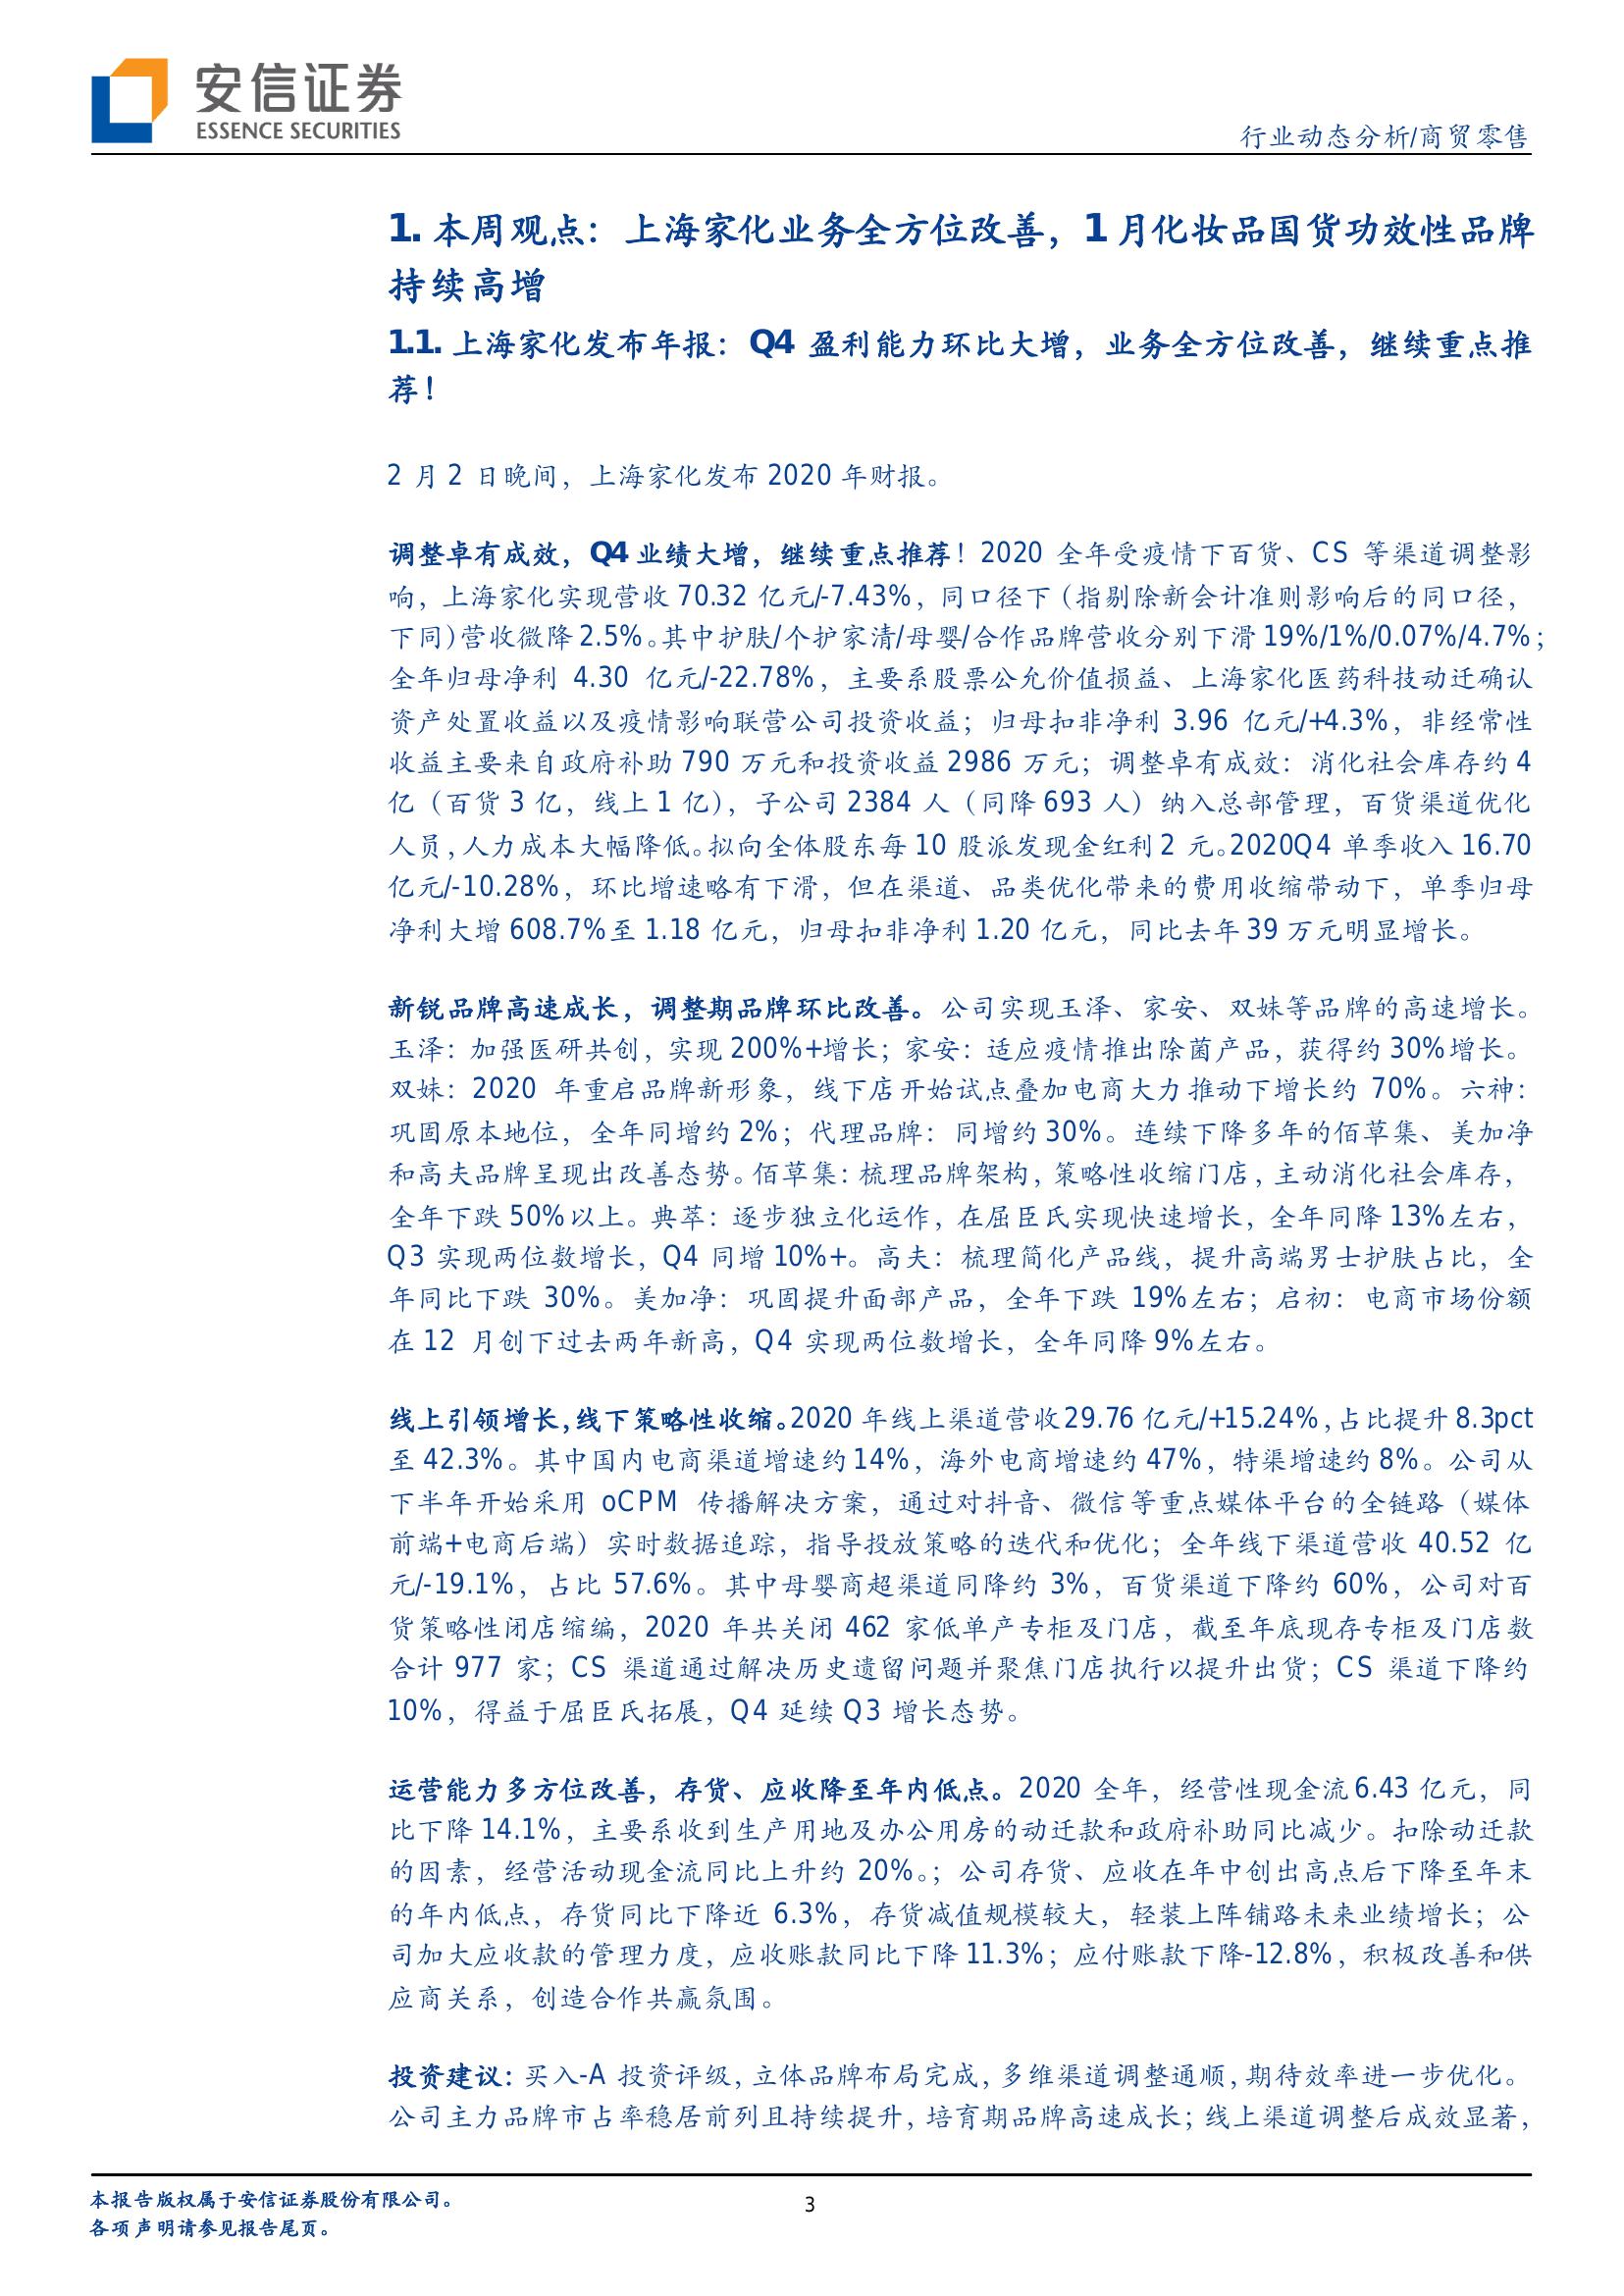 安信证券
ESSENCE SECURITIES
行业动态分析/商贸零售
1. 本周观点：上海家化业务全方位改善，1 月化妆品国货功效性品牌
持续高增
1.1. 上海家化发布年报：Q4 盈利能力环比大增，业务全方位改善，继续重点推
荐！
2 月 2 日晚间，上海家化发布 2020 年财报。
调整卓有成效，Q4 业绩大增，继续重点推荐！2020 全年受疫情下百货、CS 等渠道调整影
响，上海家化实现营收 70.32 亿元/-7.43%，同口径下（指剔除新会计准则影响后的同口径，
下同）营收微降 2.5%。其中护肤/个护家清/母婴/合作品牌营收分别下滑 19%/1%/0.07%/4.7%；
全年归母净利 4.30 亿元/-22.78%，主要系股票公允价值损益、上海家化医药科技动迁确认
资产处置收益以及疫情影响联营公司投资收益；归母扣非净利 3.96 亿元/+4.3%，非经常性
收益主要来自政府补助 790 万元和投资收益 2986 万元；调整卓有成效：消化社会库存约 4
亿（百货 3 亿，线上 1 亿），子公司 2384 人（同降 693 人）纳入总部管理，百货渠道优化
人员，人力成本大幅降低。拟向全体股东每 10 股派发现金红利 2 元。2020Q4 单季收入 16.70
亿元/-10.28%，环比增速略有下滑，但在渠道、品类优化带来的费用收缩带动下，单季归母
净利大增 608.7%至 1.18 亿元，归母扣非净利 1.20 亿元，同比去年 39 万元明显增长。
新锐品牌高速成长，调整期品牌环比改善。公司实现玉泽、家安、双妹等品牌的高速增长。
玉泽：加强医研共创，实现 200%+增长；家安：适应疫情推出除菌产品，获得约 30%增长。
双妹：2020 年重启品牌新形象，线下店开始试点叠加电商大力推动下增长约 70%。六神：
巩固原本地位，全年同增约 2%；代理品牌：同增约 30%。连续下降多年的佰草集、美加净
和高夫品牌呈现出改善态势。佰草集：梳理品牌架构，策略性收缩门店，主动消化社会库存，
全年下跌 50%以上。典萃：逐步独立化运作，在屈臣氏实现快速增长，全年同降 13%左右，
Q3 实现两位数增长，Q4 同增 10%+。高夫：梳理简化产品线，提升高端男士护肤占比，全
年同比下跌 30%。美加净：巩固提升面部产品，全年下跌 19%左右；启初：电商市场份额
在 12 月创下过去两年新高，Q4 实现两位数增长，全年同降 9%左右。
线上引领增长，线下策略性收缩。2020 年线上渠道营收 29.76 亿元/+15.24%，占比提升 8.3pct
至 42.3%。其中国内电商渠道增速约 14%，海外电商增速约 47%，特渠增速约 8%。公司从
下半年开始采用 oCPM 传播解决方案，通过对抖音、微信等重点媒体平台的全链路（媒体
前端+电商后端）实时数据追踪，指导投放策略的迭代和优化；全年线下渠道营收 40.52 亿
元/-19.1%，占比 57.6%。其中母婴商超渠道同降约 3%，百货渠道下降约 60%，公司对百
货策略性闭店缩编，2020 年共关闭 462 家低单产专柜及门店，截至年底现存专柜及门店数
合计 977 家；CS 渠道通过解决历史遗留问题并聚焦门店执行以提升出货；CS 渠道下降约
10%，得益于屈臣氏拓展，Q4 延续 Q3 增长态势。
运营能力多方位改善，存货、应收降至年内低点。2020 全年，经营性现金流 6.43 亿元，同
比下降 14.1%，主要系收到生产用地及办公用房的动迁款和政府补助同比减少。扣除动迁款
的因素，经营活动现金流同比上升约 20%。；公司存货、应收在年中创出高点后下降至年末
的年内低点，存货同比下降近 6.3%，存货减值规模较大，轻装上阵铺路未来业绩增长；公
司加大应收款的管理力度，应收账款同比下降 11.3%；应付账款下降-12.8%，积极改善和供
应商关系，创造合作共赢氛围。
投资建议：买入-A 投资评级，立体品牌布局完成，多维渠道调整通顺，期待效率进一步优化。
公司主力品牌市占率稳居前列且持续提升，培育期品牌高速成长；线上渠道调整后成效显著，
本报告版权属于安信证券股份有限公司。
各项声明请参见报告尾页。
3